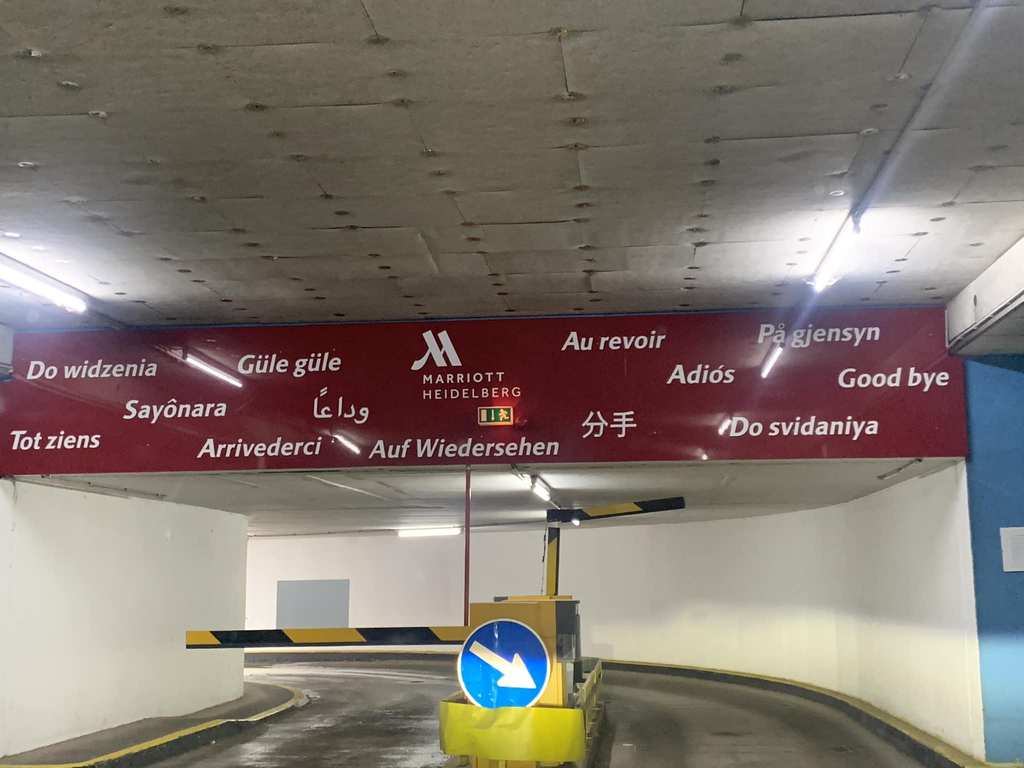 Do widzenia
Güle güle
MARRIOTT
HEIDELBERG
Au revoir
På gjensyn
Sayônara
وداعاً
Adiós
Good bye
Tot ziens
Arrivederci
Auf Wiedersehen
分手
Do svidaniya